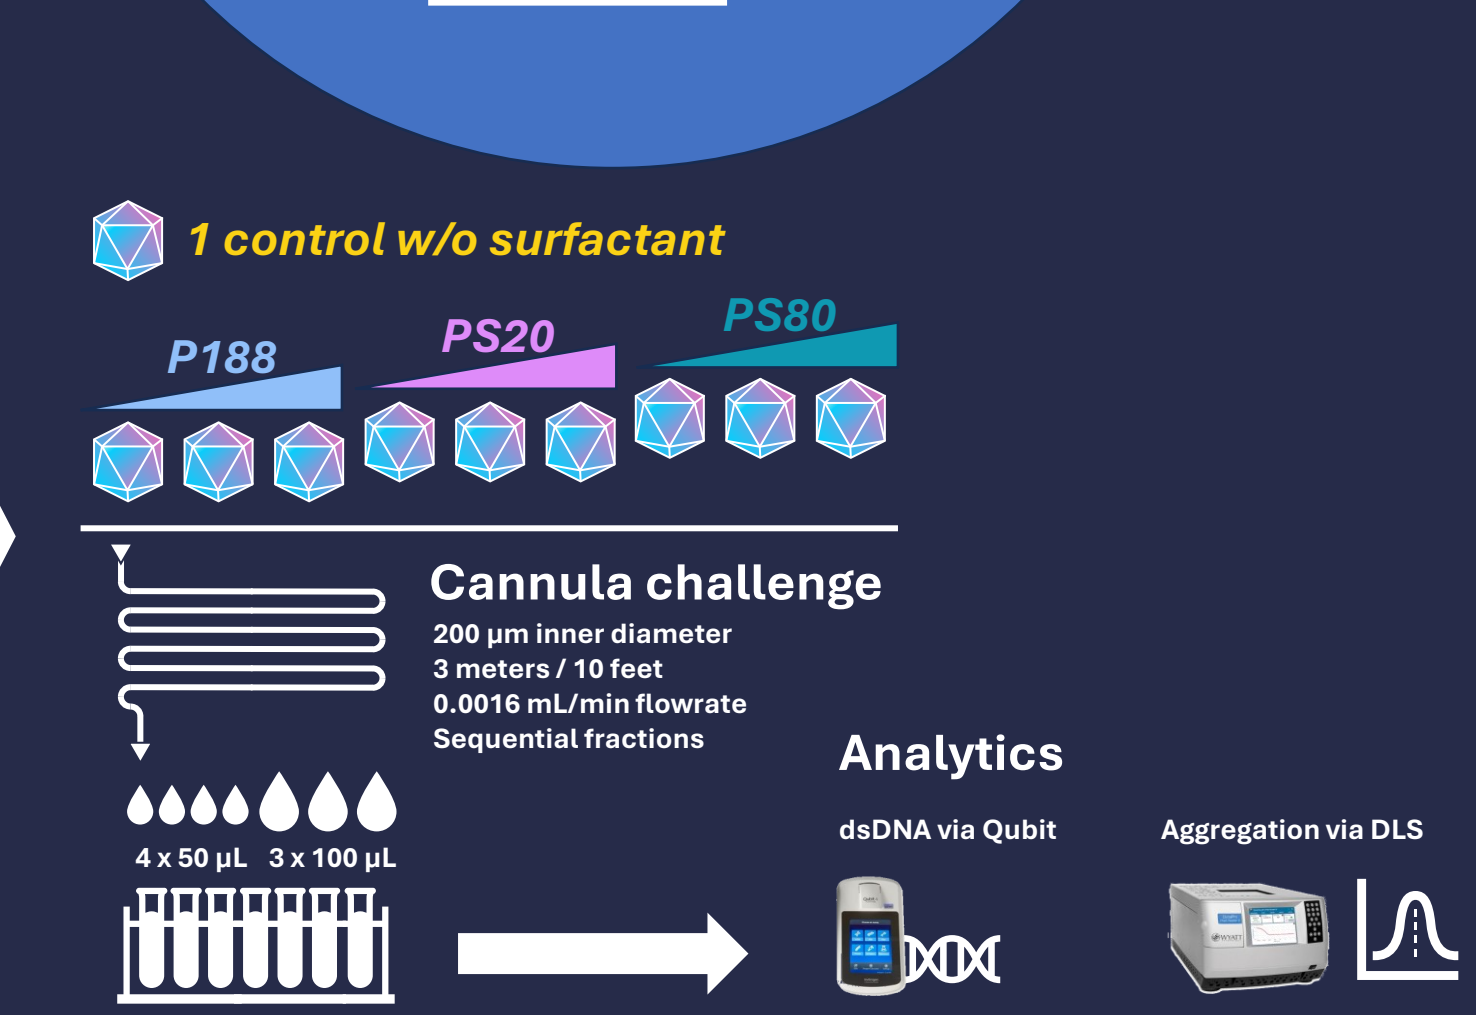 1 control w/o surfactant
P188
PS20
PS80
Cannula challenge
200 µm inner diameter
3 meters / 10 feet
0.0016 mL/min flowrate
Sequential fractions
4 x 50 µL 3 x 100 µL
Analytics
dsDNA via Qubit
Aggregation via DLS
WYATT